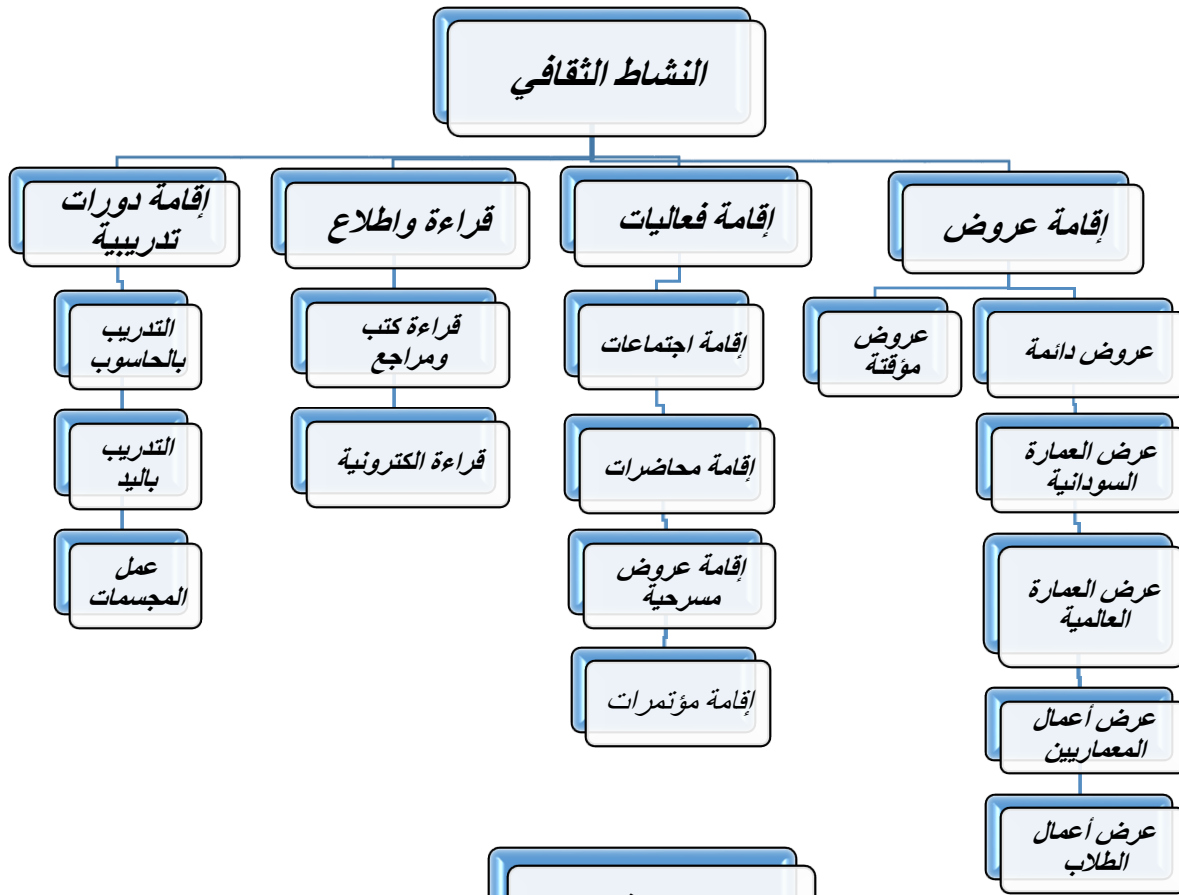 النشاط الثقافي
إقامة عروض
إقامة فعاليات
قراءة واطلاع
إقامة دورات
تدريبية
عروض دائمة
عروض
مؤقتة
عرض العمارة
السودانية
عرض العمارة
العالمية
عرض أعمال
المعماريين
عرض أعمال
الطلاب
إقامة اجتماعات
إقامة محاضرات
إقامة عروض
مسرحية
إقامة مؤتمرات
قراءة كتب
ومراجع
قراءة الكترونية
التدريب
بالحاسوب
التدريب
باليد
عمل
المجسمات